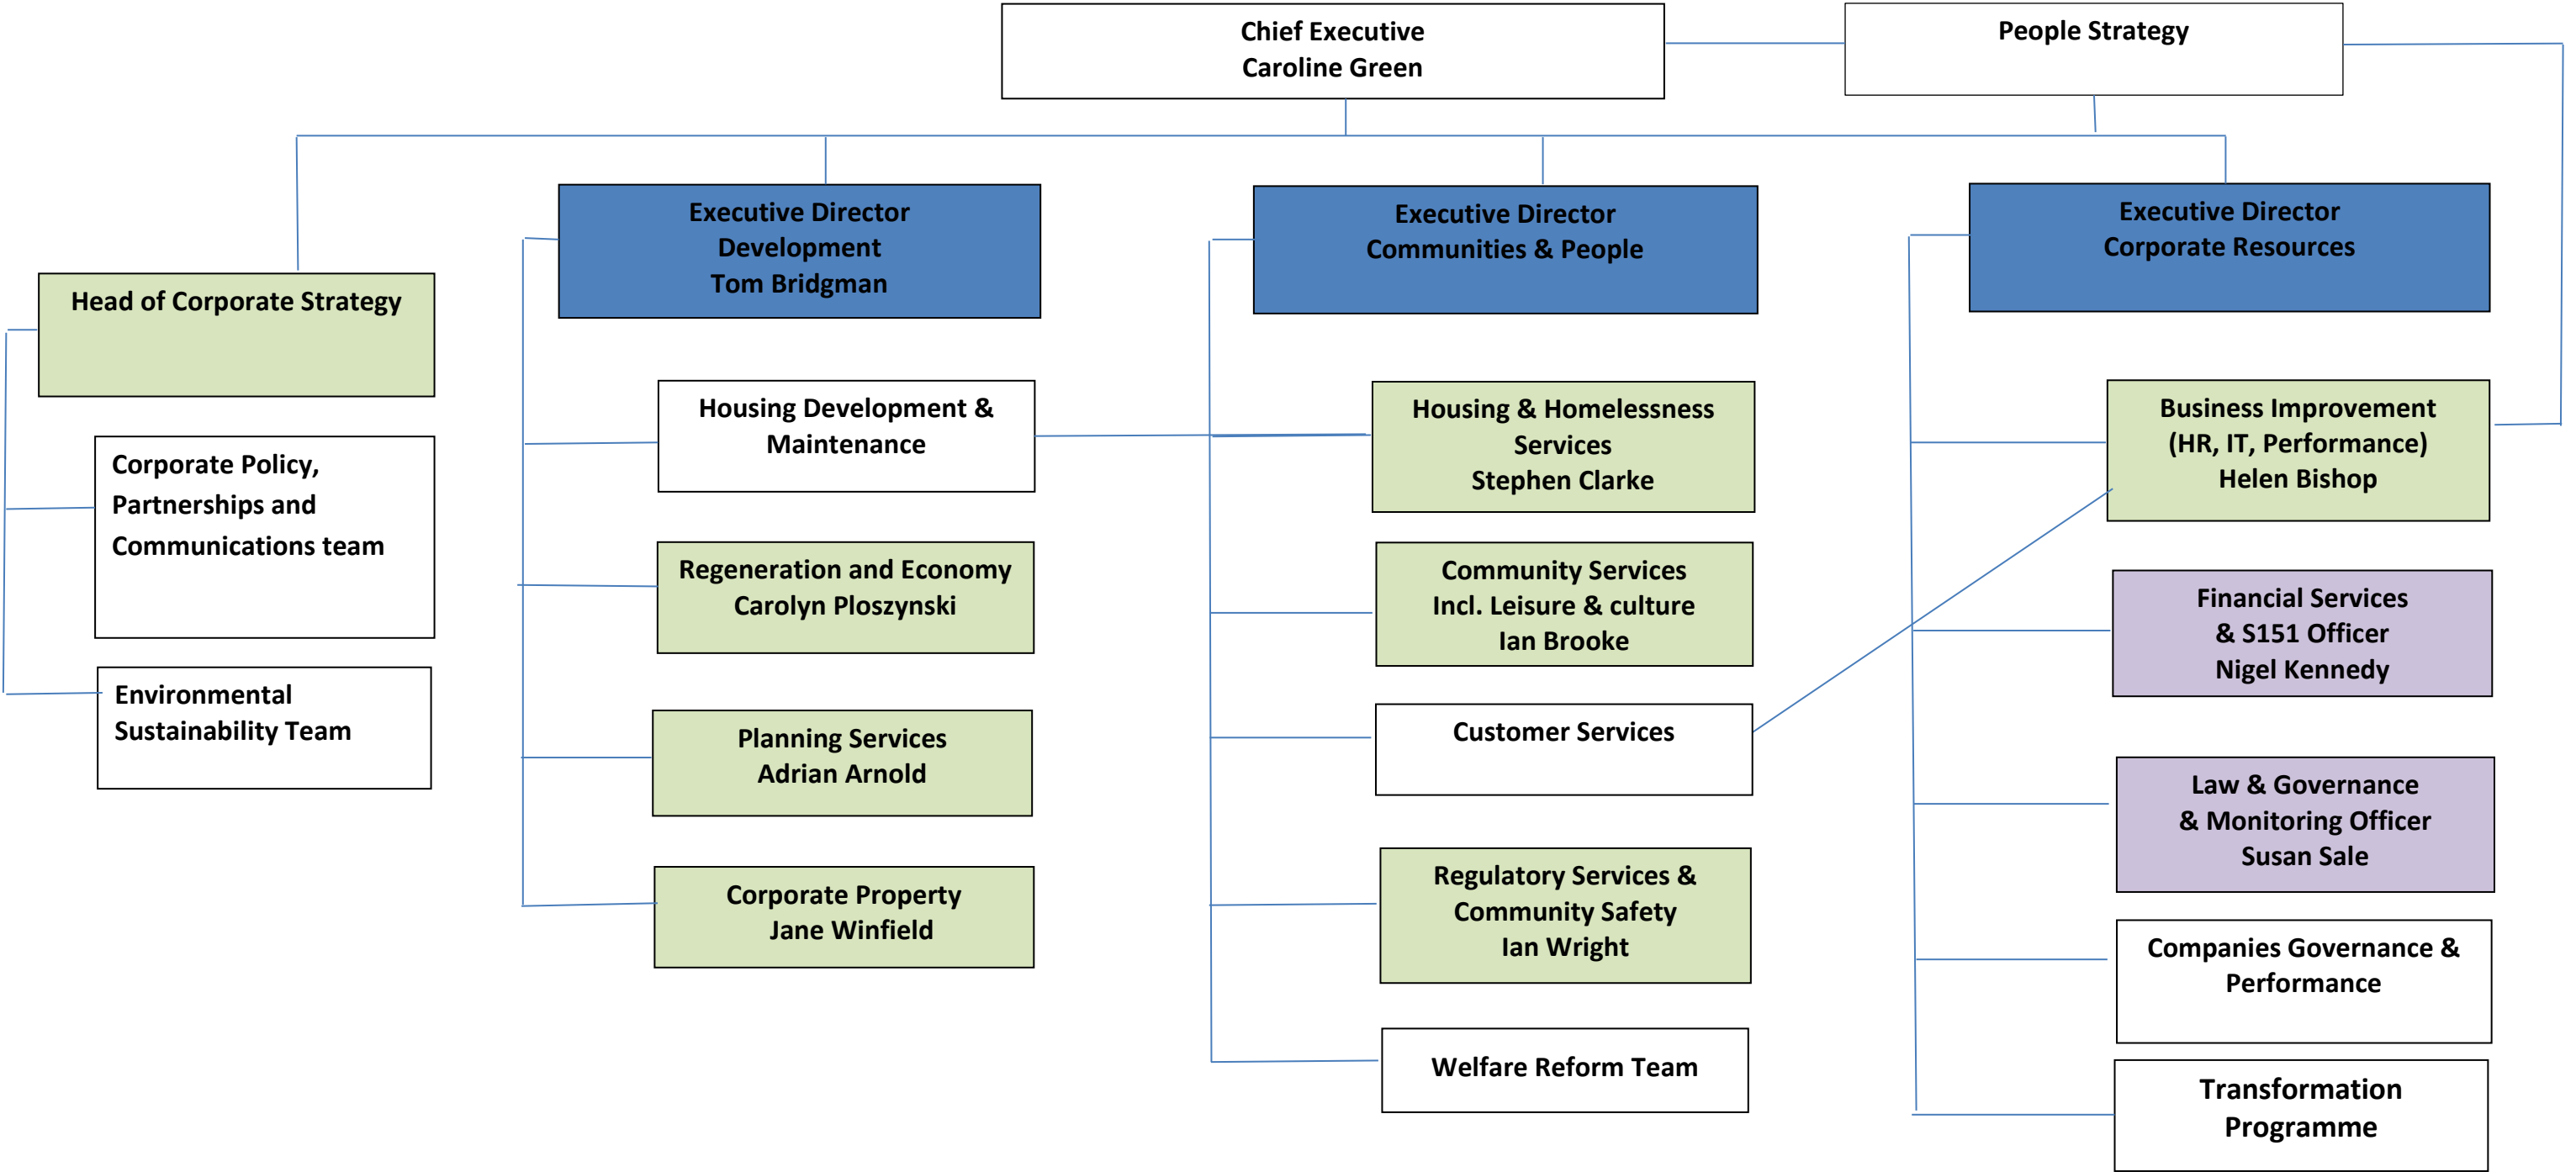 Chief Executive
Caroline Green
People Strategy
Head of Corporate Strategy
Corporate Policy,
Partnerships and
Communications team
Environmental
Sustainability Team
Executive Director
Development
Tom Bridgman
Housing Development &
Maintenance
Regeneration and Economy
Carolyn Ploszynski
Planning Services
Adrian Arnold
Corporate Property
Jane Winfield
Executive Director
Communities & People
Housing & Homelessness
Services
Stephen Clarke
Community Services
Incl. Leisure & culture
Ian Brooke
Customer Services
Regulatory Services &
Community Safety
Ian Wright
Welfare Reform Team
Executive Director
Corporate Resources
Business Improvement
(HR, IT, Performance)
Helen Bishop
Financial Services
& S151 Officer
Nigel Kennedy
Law & Governance
& Monitoring Officer
Susan Sale
Companies Governance &
Performance
Transformation
Programme